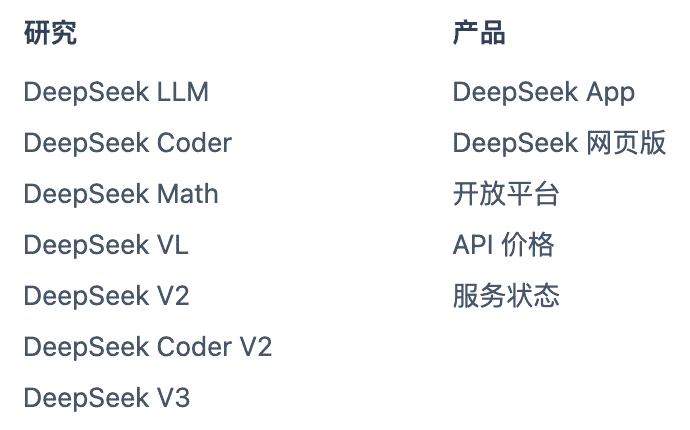 研究
DeepSeek LLM
DeepSeek Coder
DeepSeek Math
DeepSeek VL
DeepSeek V2
DeepSeek Coder V2
DeepSeek V3
产品
DeepSeek App
DeepSeek 网页版
开放平台
API 价格
服务状态